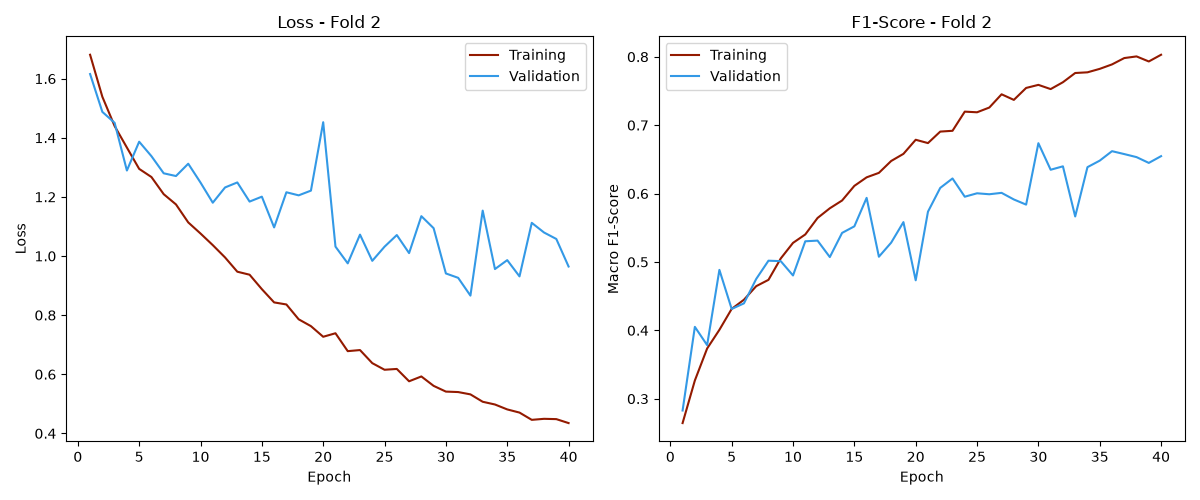 Loss - Fold 2
F1-Score - Fold 2
Training
Validation
Training
Validation
Loss
1.6
1.4
1.2
1.0
0.8
0.6
0.4
0 5 10 15 20 25 30 35 40
Epoch
Macro F1-Score
0.8
0.7
0.6
0.5
0.4
0.3
0 5 10 15 20 25 30 35 40
Epoch